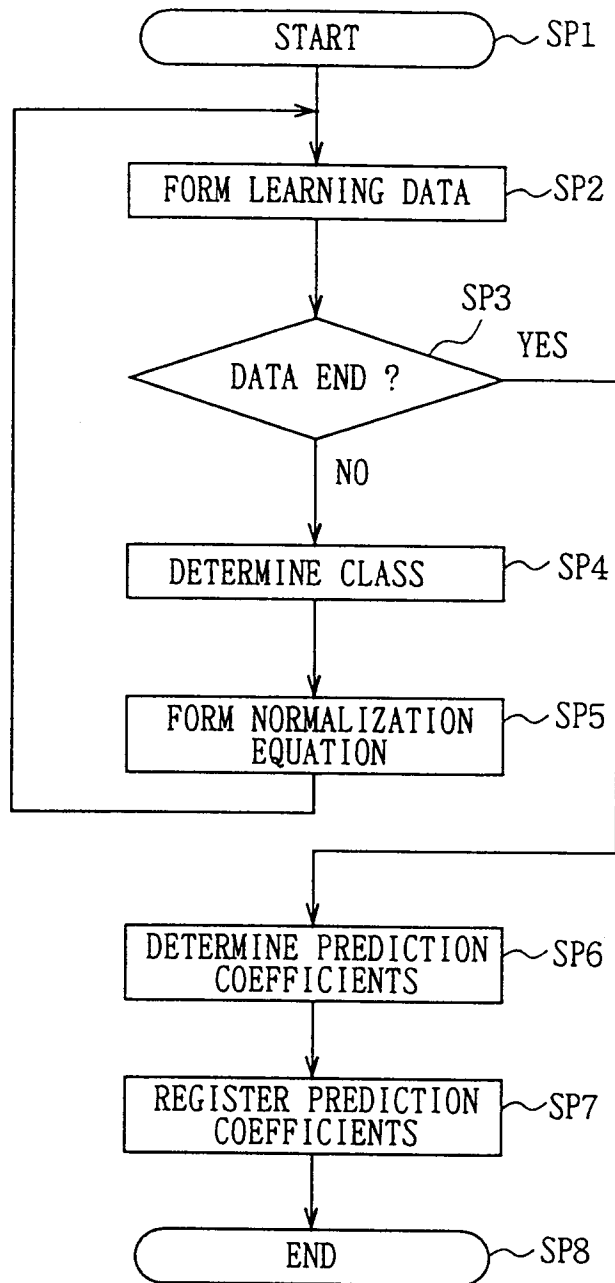 START
SP1
FORM LEARNING DATA
SP2
SP3
YES
DATA END ?
NO
DETERMINE CLASS
SP4
FORM NORMALIZATION
EQUATION
SP5
DETERMINE PREDICTION
COEFFICIENTS
SP6
REGISTER PREDICTION
COEFFICIENTS
SP7
END
SP8